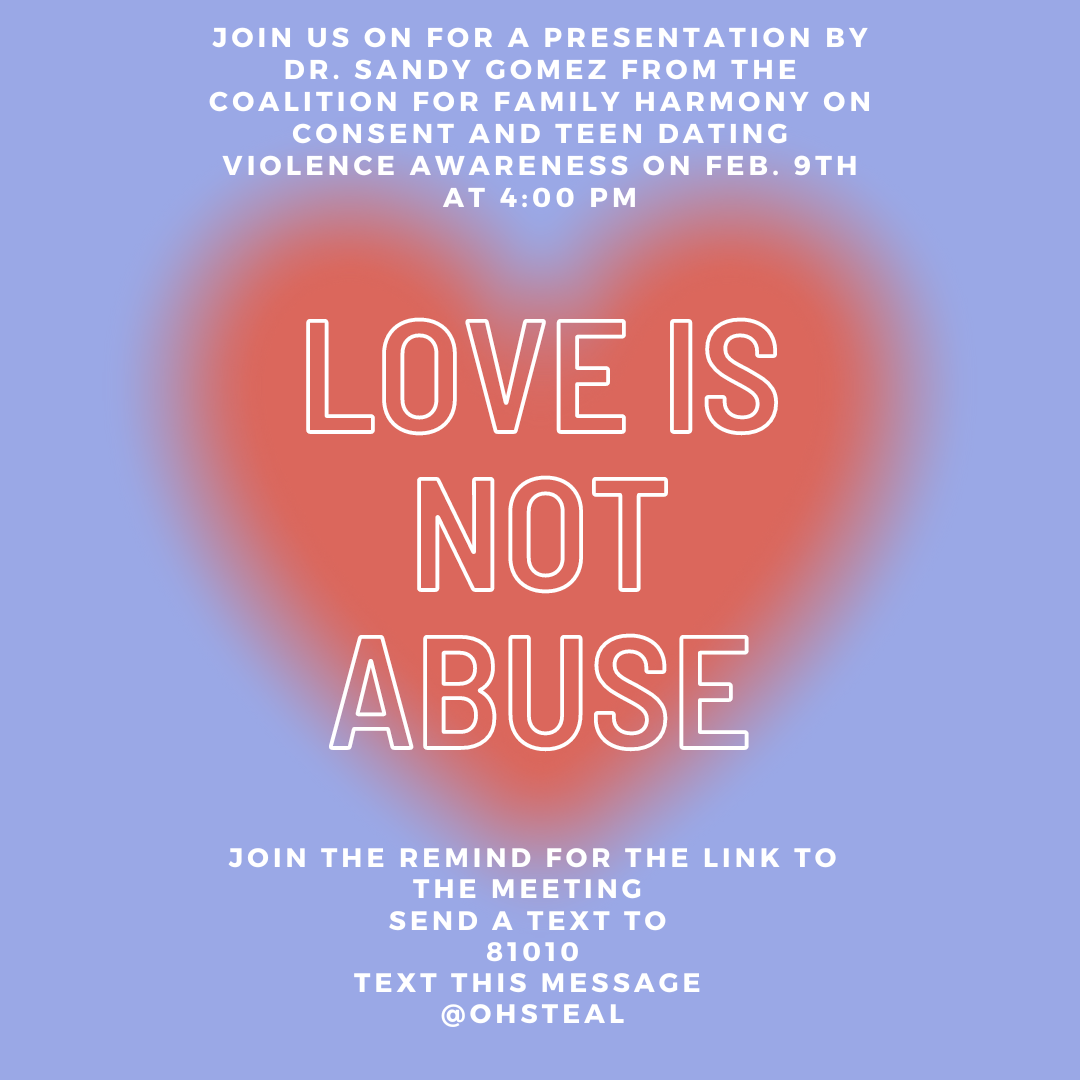 JOIN US ON FOR A PRESENTATION BY
DR. SANDY GOMEZ FROM THE
COALITION FOR FAMILY HARMONY ON
CONSENT AND TEEN DATING
VIOLENCE AWARENESS ON FEB. 9TH
AT 4:00 PM
LOVE IS
NOT
ABUSE
JOIN THE REMIND FOR THE LINK TO
THE MEETING
SEND A TEXT TO
81010
TEXT THIS MESSAGE
@OHSTEAL